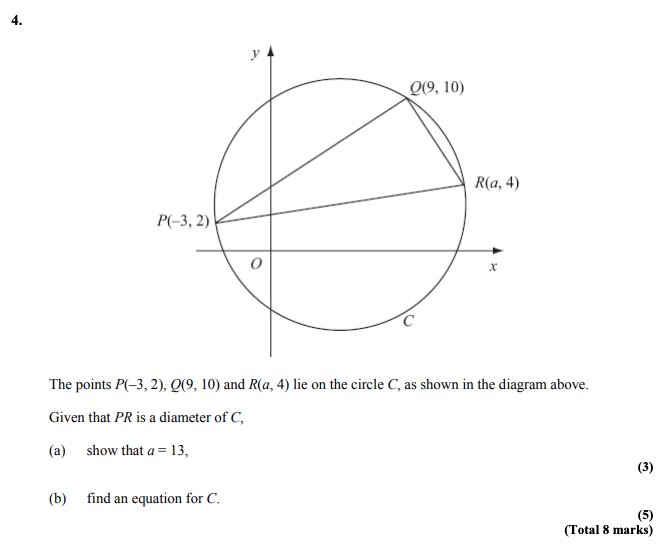 4.
y
Q(9, 10)
R(a, 4)
P(–3, 2)
O
x
C
The points P(–3, 2), Q(9, 10) and R(a, 4) lie on the circle C, as shown in the diagram above.
Given that PR is a diameter of C,
(a) show that a = 13,
(3)
(b) find an equation for C.
(5)
(Total 8 marks)